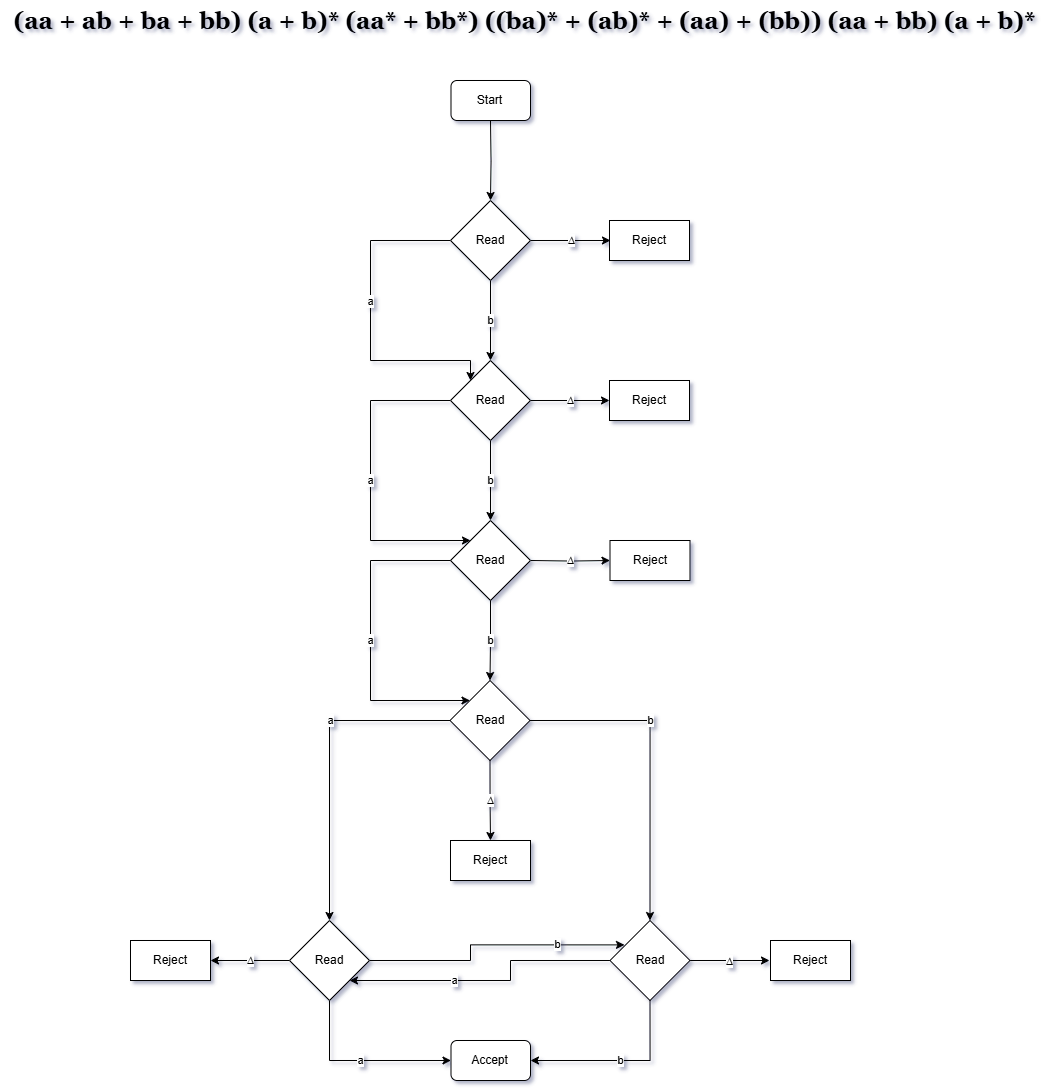 (aa + ab + ba + bb) (a + b)* (aa* + bb*) ((ba)* + (ab)* + (aa) + (bb)) (aa + bb) (a + b)*
Start
Read
Δ
Reject
a
b
Read
Δ
Reject
a
b
Read
Δ
Reject
a
b
Read
a
b
Δ
Reject
Reject
Δ
Read
b
a
Read
Δ
Reject
a
Accept
b